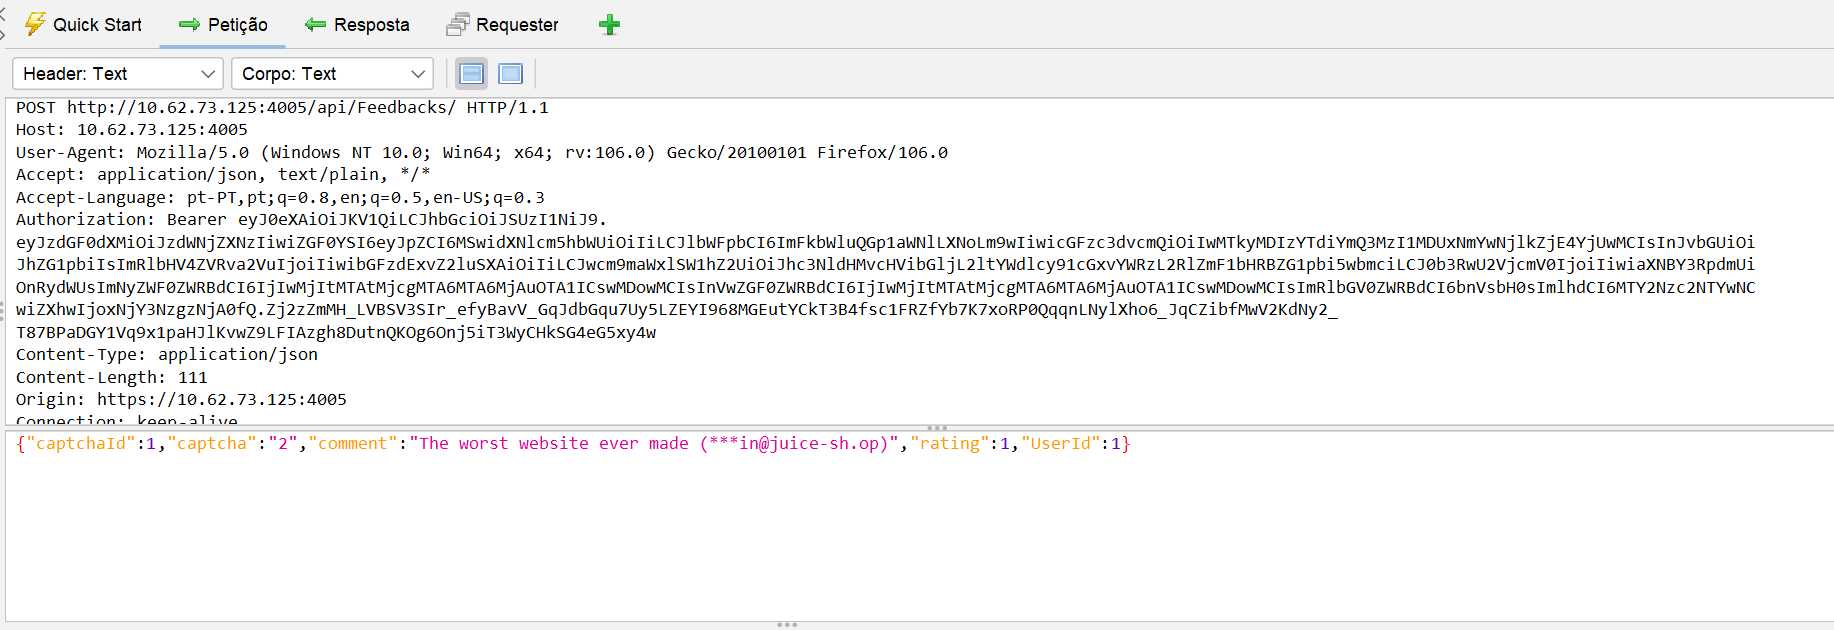 Quick Start Petição Resposta Requester
Header: Text Corpo: Text
POST http://10.62.73.125:4005/api/Feedbacks/ HTTP/1.1
Host: 10.62.73.125:4005
User-Agent: Mozilla/5.0 (Windows NT 10.0; Win64; x64; rv:106.0) Gecko/20100101 Firefox/106.0
Accept: application/json, text/plain, */*
Accept-Language: pt-PT,pt;q=0.8,en;q=0.5,en-US;q=0.3
Authorization: Bearer eyJ0eXAiOiJKV1QiLCJhbGciOiJSUzI1NiJ9.
eyJzdGF0dXMiOiJzdWNjZXNzIiwiZGF0YSI6eyJpZCI6MSwidXNlcm5hbWUiOiIiLCJlbWFpbCI6ImFkbWluQGp1aWNlLXNoLm9wIiwicGFzc3dvcmQiOiIwMTkyMDIzYTdiYmQ3MzI1MDUxNmYwNjlkZjE4YjUwMCIsInJvbGUiOi
JhZG1pbiIsImRlbHV4ZVRva2VuIjoiIiwibGFzdExvZ2luSXAiOiIiLCJwcm9maWxlSW1hZ2UiOiJhc3NldHMvcHVibGljL2ltYWdlcy91cGxvYWRzL2RlZmF1bHRBZG1pbi5wbmciLCJ0b3RwU2VjcmV0IjoiIiwiaXNBY3RpdmUi
OnRydWUsImNyZWF0ZWRBdCI6IjIwMjItMTAtMjcgMTA6MTA6MjAuOTA1ICswMDowMCIsInVwZGF0ZWRBdCI6IjIwMjItMTAtMjcgMTA6MTA6MjAuOTA1ICswMDowMCIsImRlbGV0ZWRBdCI6bnVsbH0sImlhdCI6MTY2Nzc2NTYwNC
wiZXhwIjoxNjY3NzgzNjA0fQ.Zj2zZmMH_LVBSV3SIr_efyBavV_GqJdbGqu7Uy5LZEYI968MGEutYCkT3B4fsc1FRZfYb7K7xoRP0QqqnLNylXho6_JqCZibfMwV2KdNy2_
T87BPaDGY1Vq9x1paHJlKvwZ9LFIAzgh8DutnQKOg6Onj5iT3WyCHkSG4eG5xy4w
Content-Type: application/json
Content-Length: 111
Origin: https://10.62.73.125:4005
Connection: keep-alive
{"captchaId":1,"captcha":"2","comment":"The worst website ever made (***in@juice-sh.op)","rating":1,"UserId":1}